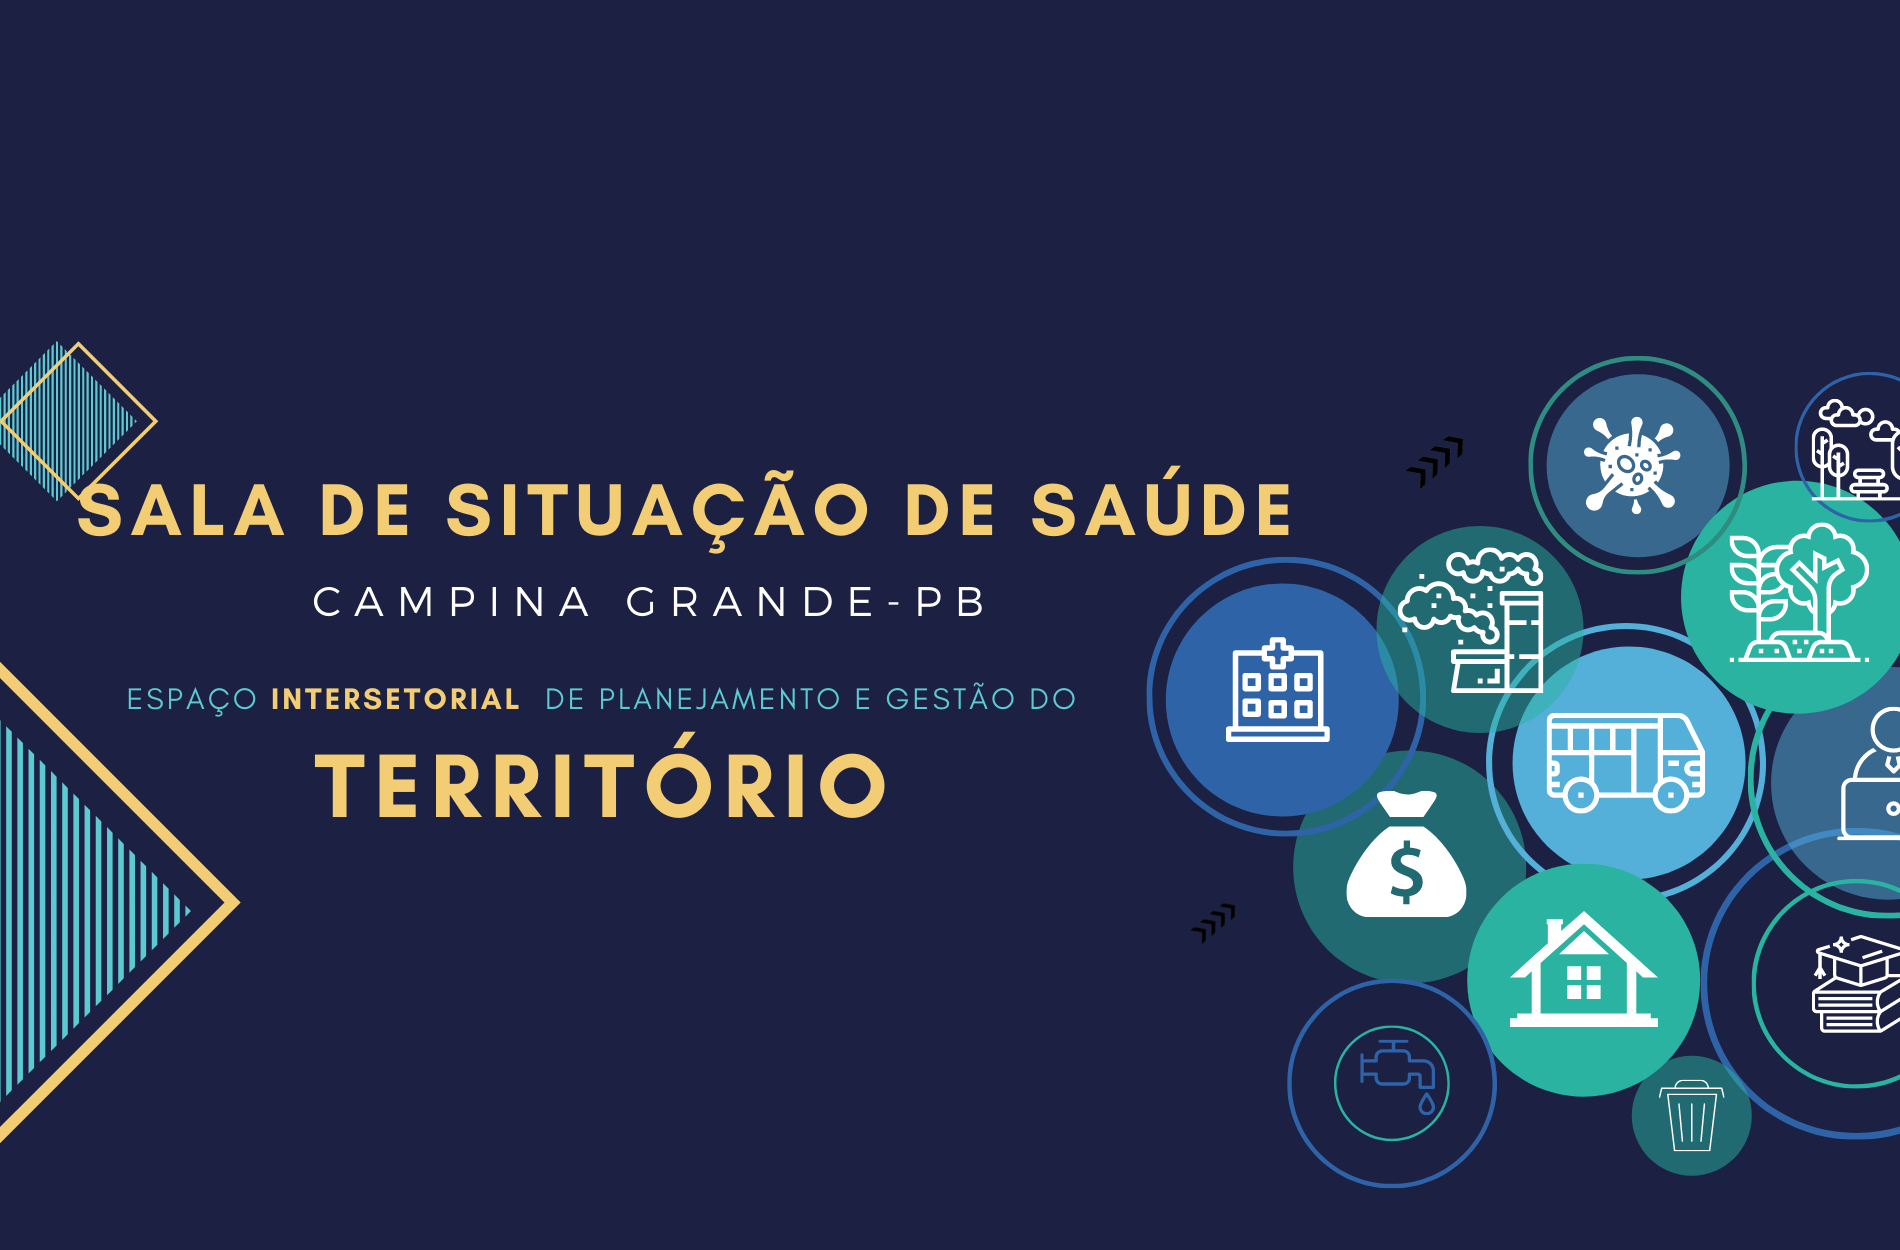 SALA DE SITUAÇÃO DE SAÚDE
CAMPINA GRANDE-PB
ESPAÇO INTERSETORIAL DE PLANEJAMENTO E GESTÃO DO
TERRITÓRIO
$